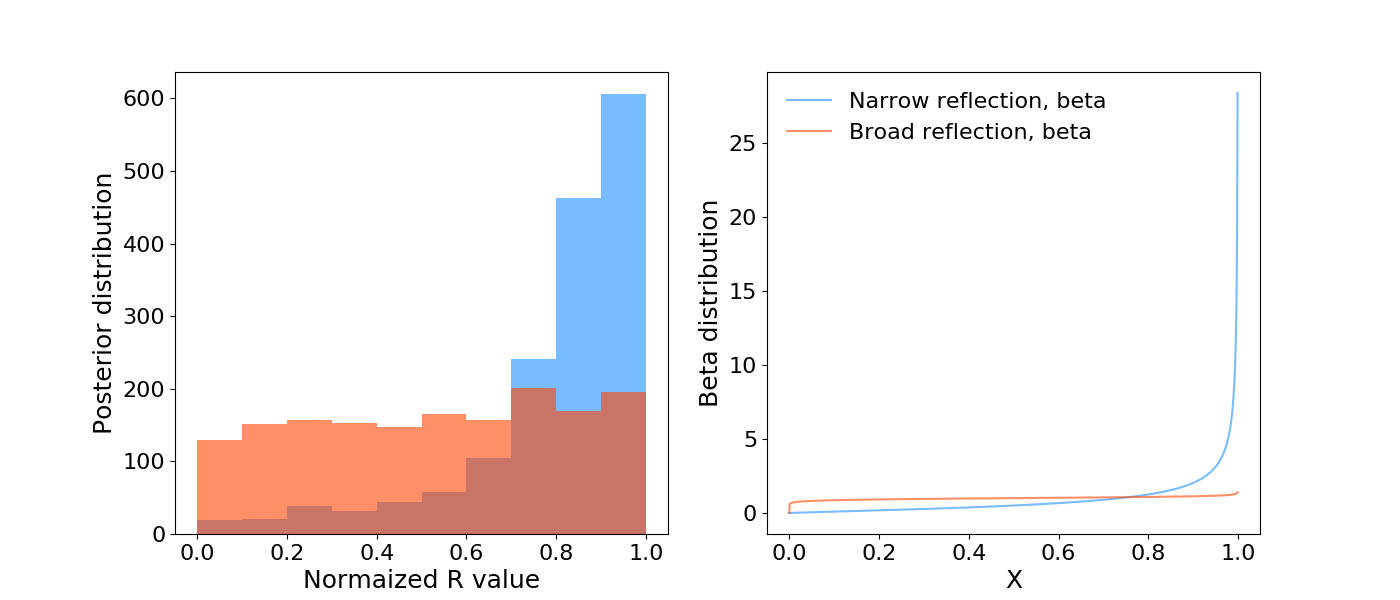 Posterior distribution
600
500
400
300
200
100
0
0.0 0.2 0.4 0.6 0.8 1.0
Normaized R value
Beta distribution
25
20
15
10
5
0
Narrow reflection, beta
Broad reflection, beta
0.0 0.2 0.4 0.6 0.8 1.0
X